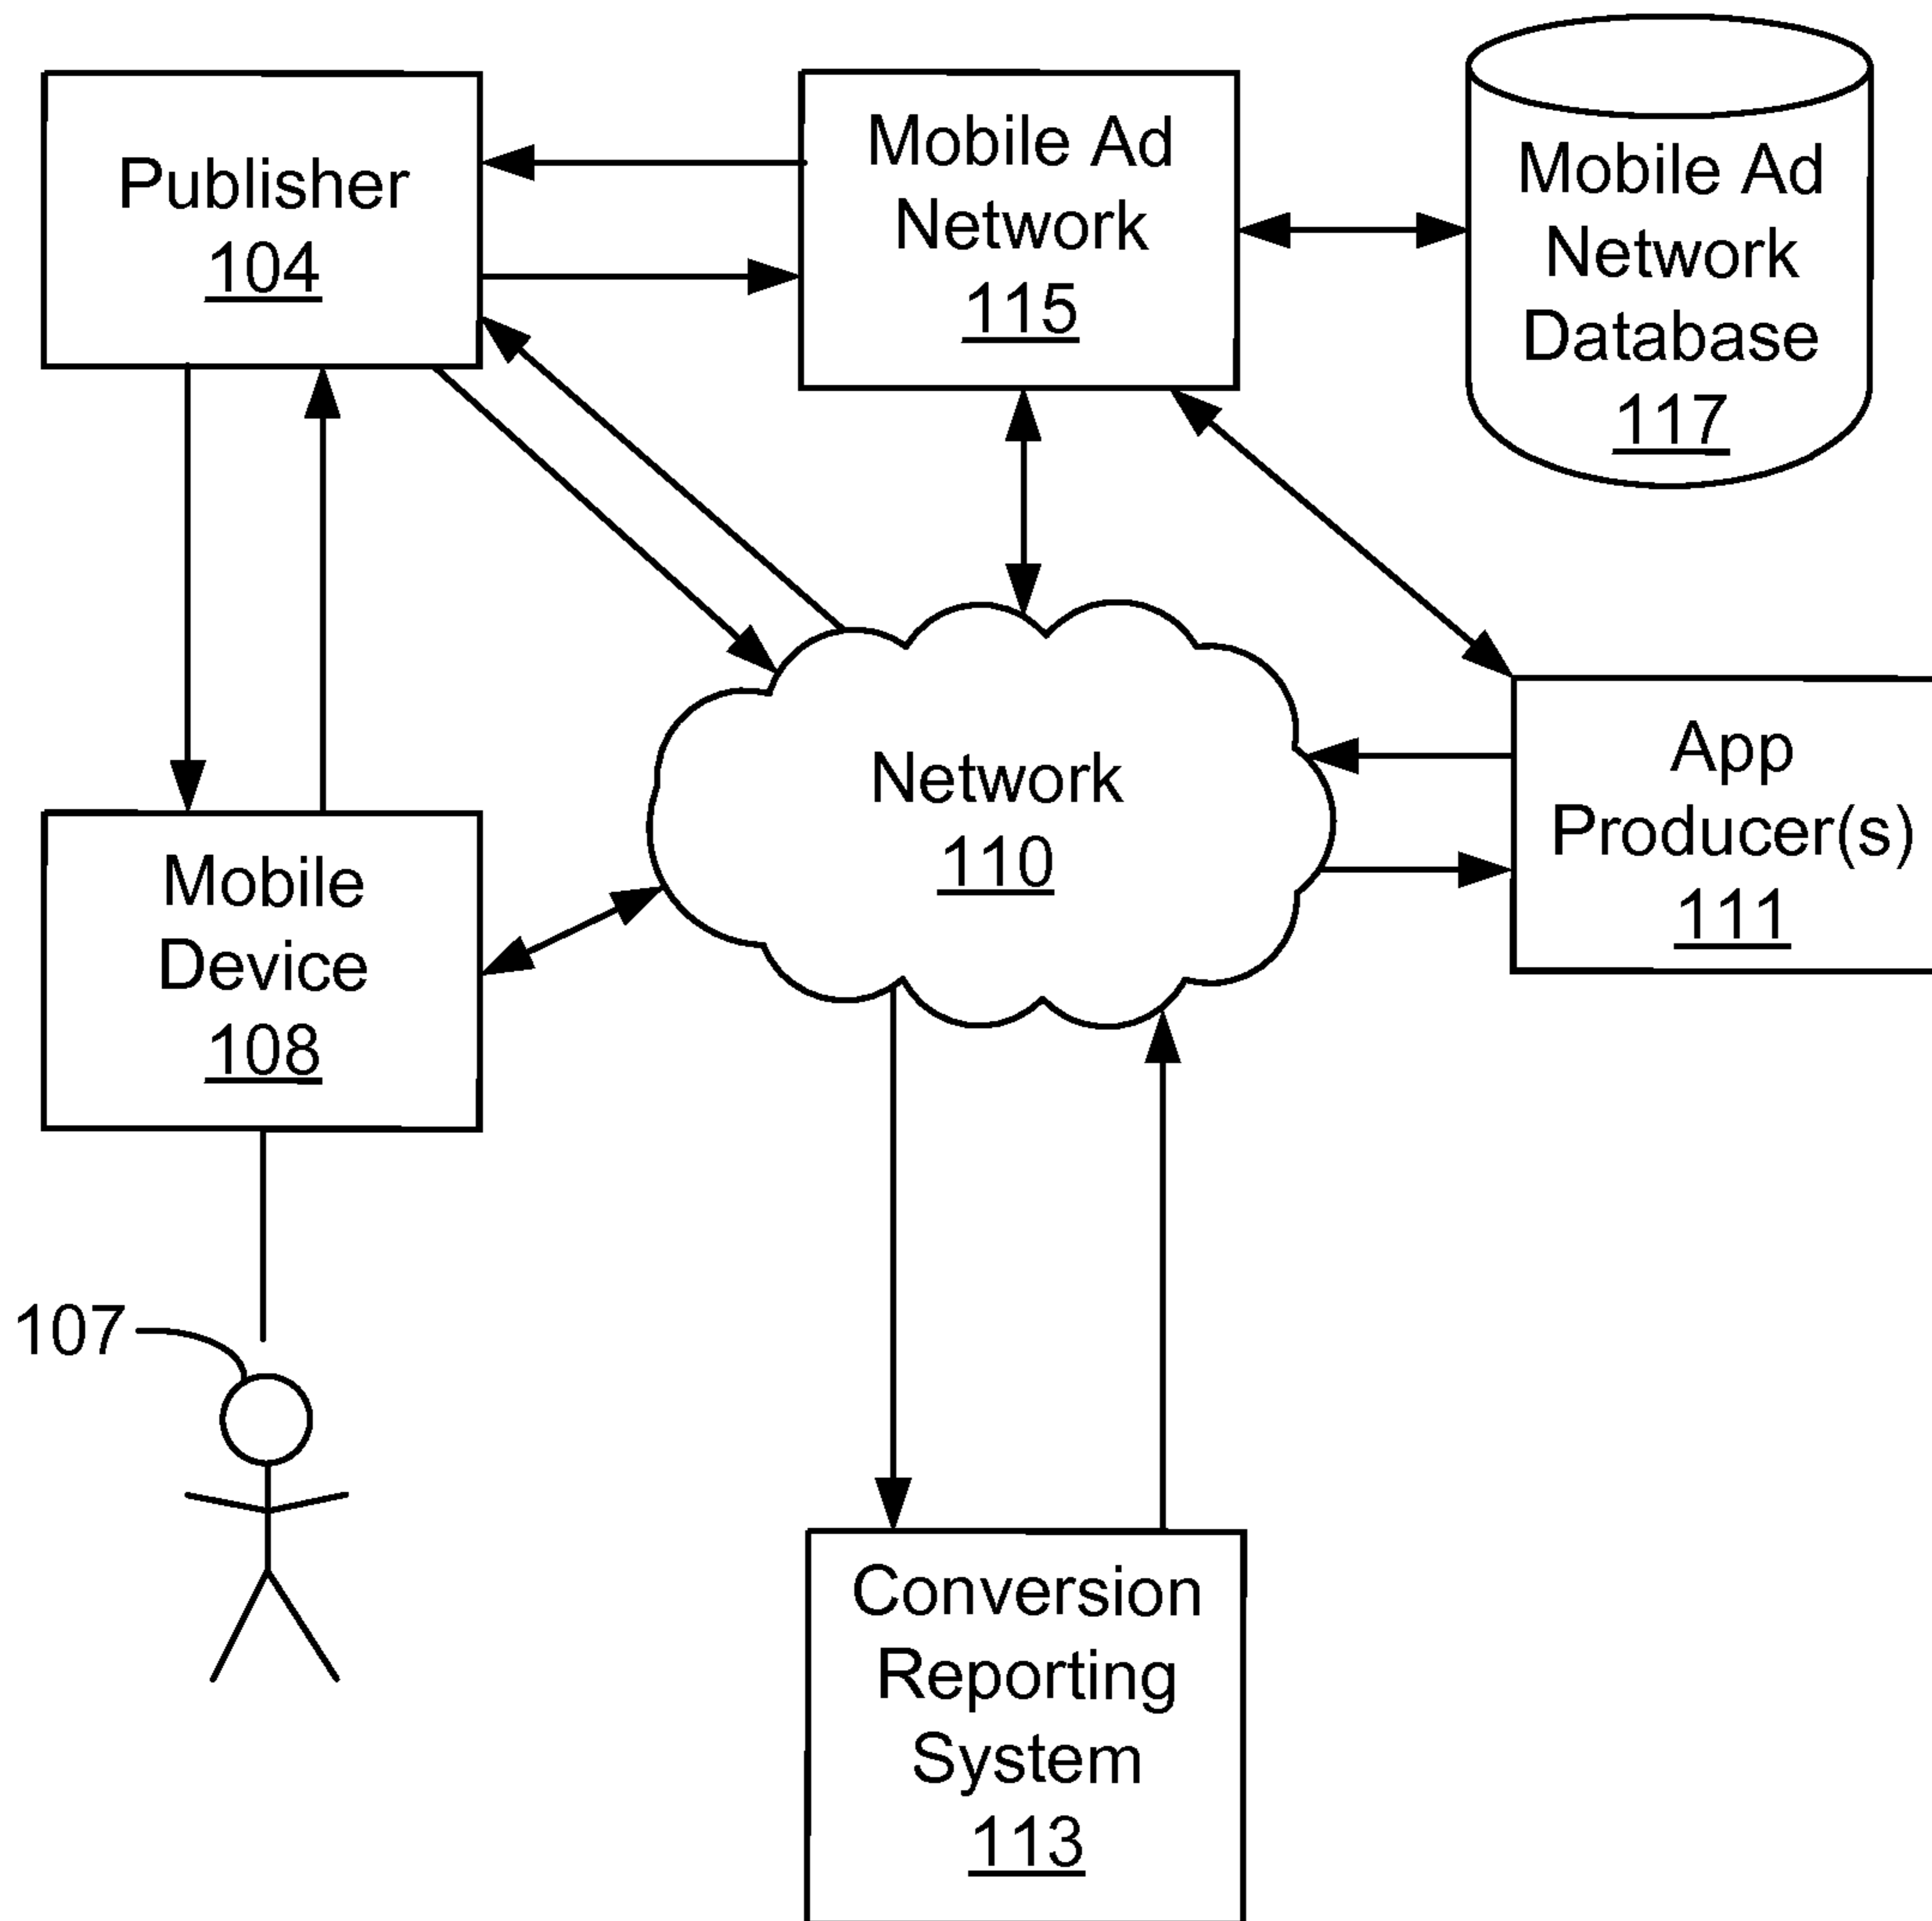 Publisher
104
Mobile Ad
Network
115
Mobile Ad
Network
Database
117
Network
110
App
Producer(s)
111
Mobile
Device
108
107
Conversion
Reporting
System
113